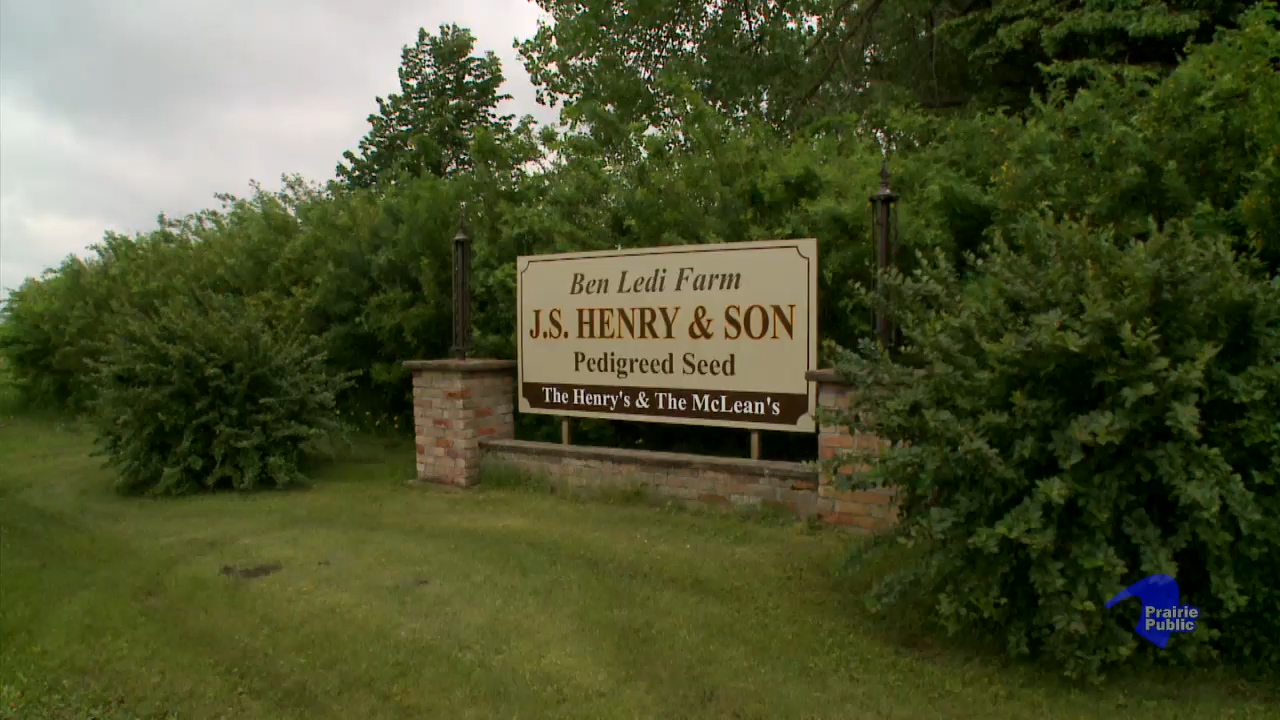 Ben Ledi Farm
J.S. HENRY & SON
Pedigreed Seed
The Henry's & The McLean's
Prairie
Public